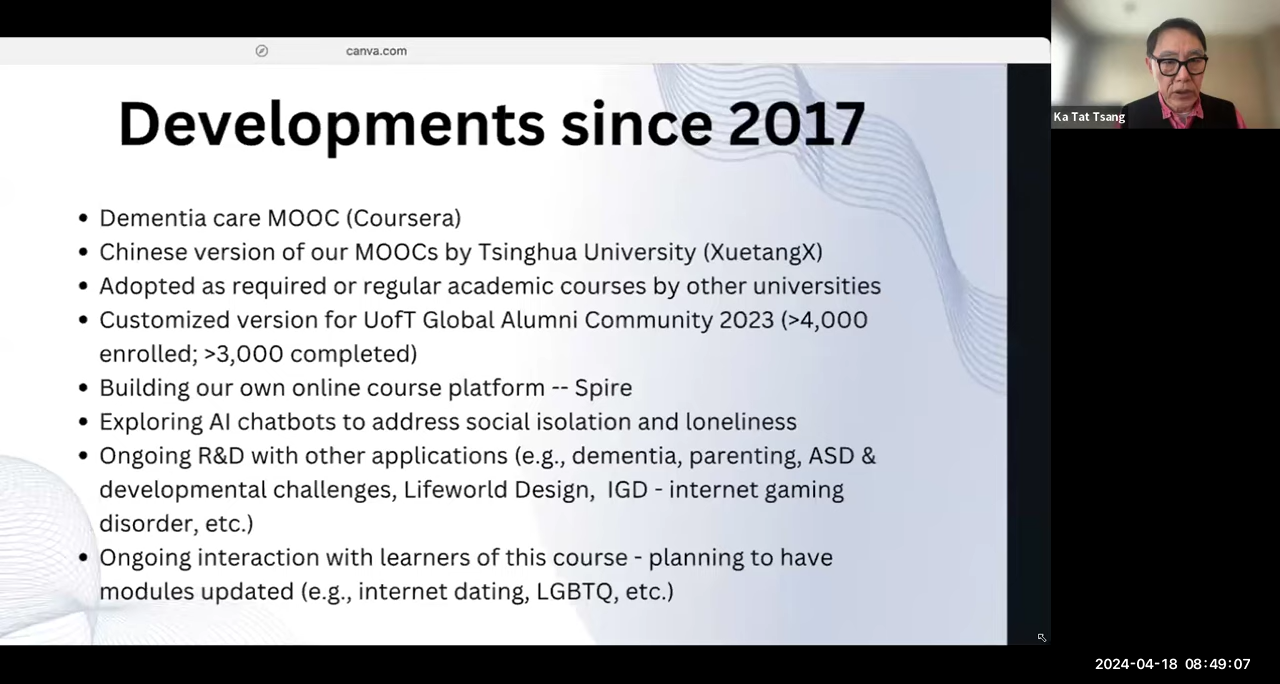 canva.com
Developments since 2017
• Dementia care MOOC (Coursera)
• Chinese version of our MOOCs by Tsinghua University (XuetangX)
• Adopted as required or regular academic courses by other universities
• Customized version for UofT Global Alumni Community 2023 (>4,000
enrolled; >3,000 completed)
• Building our own online course platform -- Spire
• Exploring AI chatbots to address social isolation and loneliness
• Ongoing R&D with other applications (e.g., dementia, parenting, ASD &
developmental challenges, Lifeworld Design,  IGD - internet gaming
disorder, etc.)
• Ongoing interaction with learners of this course - planning to have
modules updated (e.g., internet dating, LGBTQ, etc.)
Ka Tat Tsang
2024-04-18 08:49:07